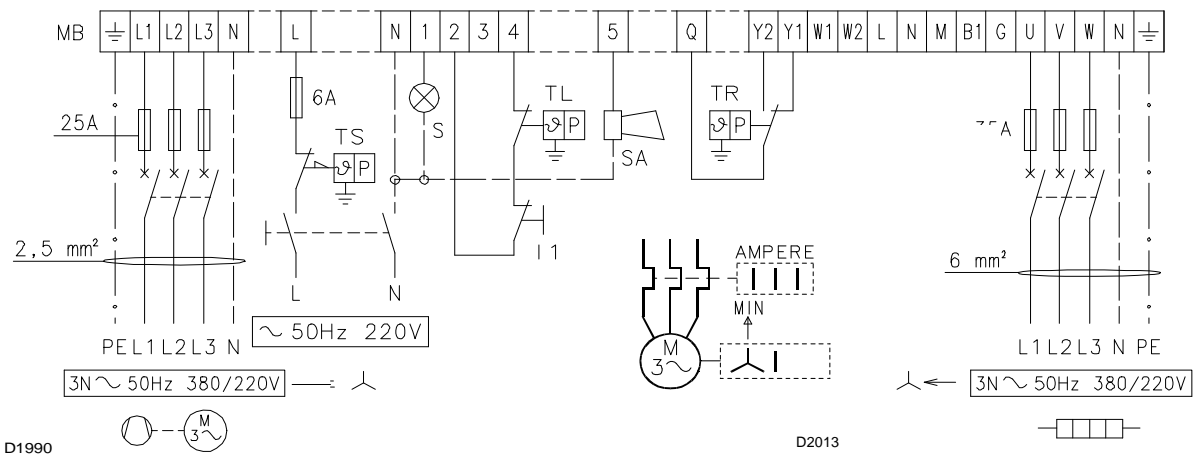 MB ⏚ L1 L2 L3 N L N 1 2 3 4 5 Q Y2 Y1 W1 W2 L N M B1 G U V W N ⏚
6A S TL TR
25A TS ϑ P ϑ P SA ϑ P A
2,5 mm² I1 AMPERE 6 mm²
L N MIN
∼ 50Hz 220V
PE L1 L2 L3 N M 3∼ L1 L2 L3 N PE
3N ∼ 50Hz 380/220V 3N ∼ 50Hz 380/220V
M 3∼
D1990 D2013